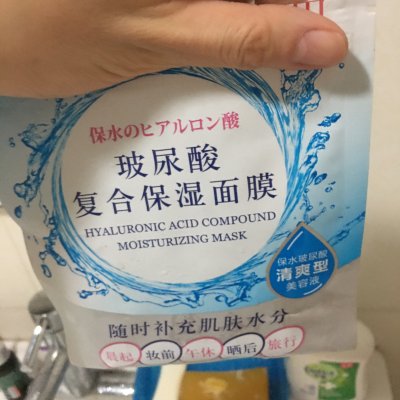 保水のヒアルロン酸
玻尿酸
复合保湿面膜
HYALURONIC ACID COMPOUND
MOISTURIZING MASK
保水玻尿酸
清爽型
美容液
随时补充肌肤水分
晨起 妆前 午休 晒后 旅行